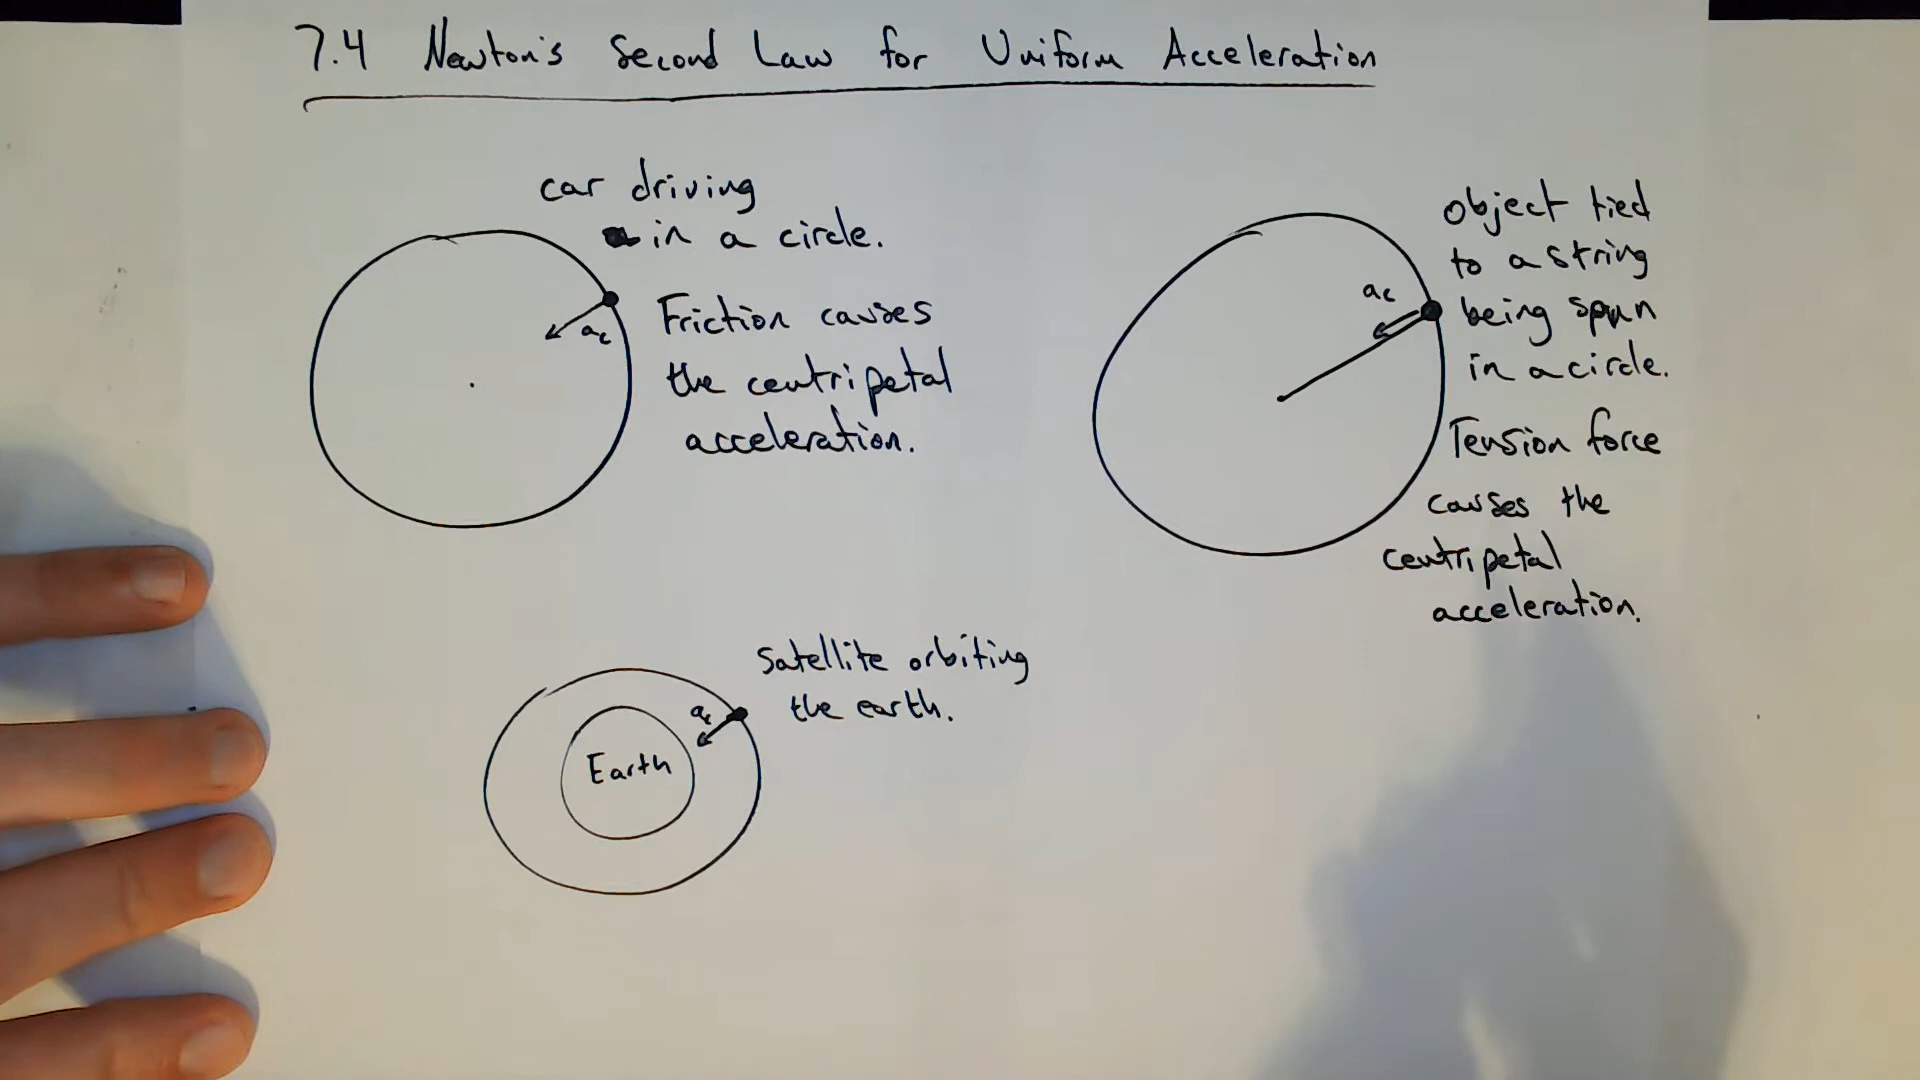 7.4 Newton's Second Law for Uniform Acceleration
car driving
in a circle.
Friction causes
the centripetal
acceleration.
ac
object tied
to a string
being spun
in a circle.
Tension force
causes the
centripetal
acceleration.
ac
Satellite orbiting
the earth.
ac
Earth